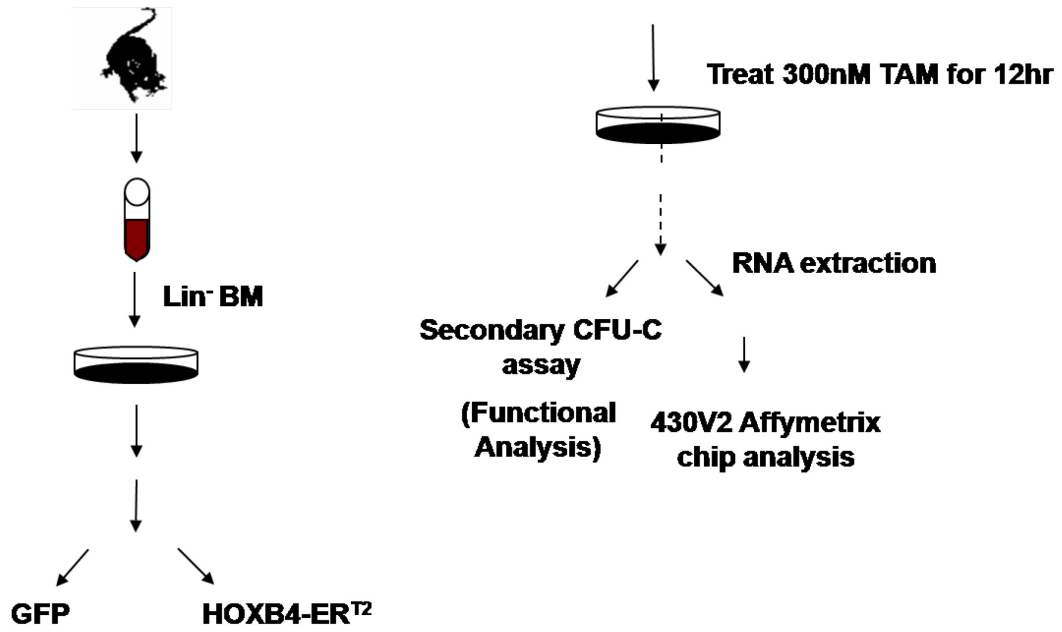 Lin⁻ BM
GFP
HOXB4-ERᵀ²
Treat 300nM TAM for 12hr
RNA extraction
Secondary CFU-C
assay
(Functional
Analysis)
430V2 Affymetrix
chip analysis